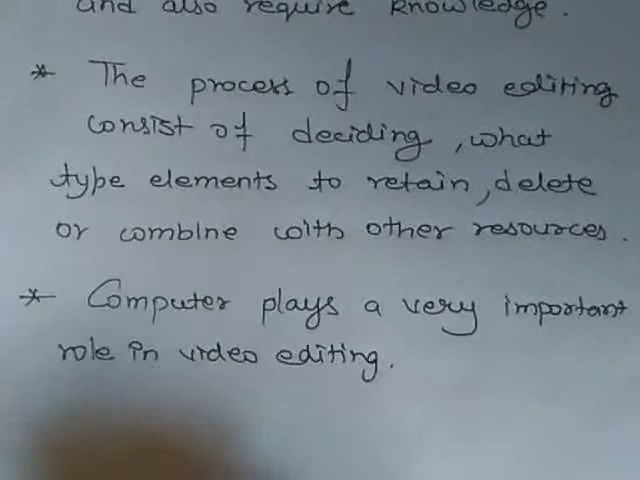 and also require knowledge.
* The process of video editing
consist of deciding, what
type elements to retain, delete
or combine with other resources.
* Computer plays a very important
role in video editing.